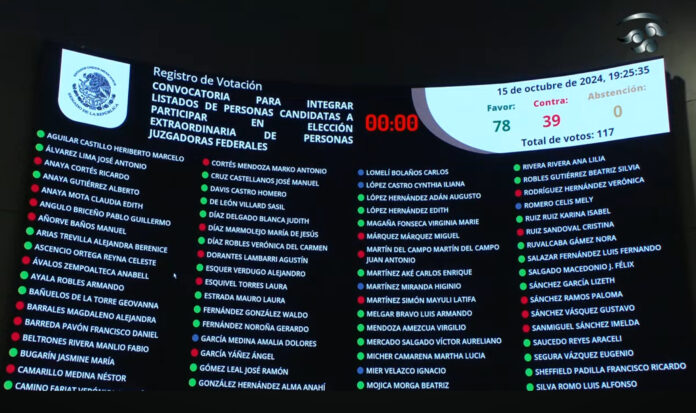 Registro de Votación
CONVOCATORIA PARA INTEGRAR
LISTADOS DE PERSONAS CANDIDATAS A
PARTICIPAR EN ELECCIÓN
EXTRAORDINARIA DE PERSONAS
JUZGADORAS FEDERALES
00:00
15 de octubre de 2024, 19:25:35
Favor: Contra: Abstención:
78 39 0
Total de votos: 117
AGUILAR CASTILLO HERIBERTO MARCELO
ÁLVAREZ LIMA JOSÉ ANTONIO
ANAYA CORTÉS RICARDO
ANAYA GUTIÉRREZ ALBERTO
ANAYA MOTA CLAUDIA EDITH
ANGULO BRICEÑO PABLO GUILLERMO
AÑORVE BAÑOS MANUEL
ARIAS TREVILLA ALEJANDRA BERENICE
ASCENCIO ORTEGA REYNA CELESTE
ÁVALOS ZEMPOALTECA ANABELL
AYALA ROBLES ARMANDO
BAÑUELOS DE LA TORRE GEOVANNA
BARRALES MAGDALENO ALEJANDRA
BARREDA PAVÓN FRANCISCO DANIEL
BELTRONES RIVERA MANLIO FABIO
BUGARÍN JASMINE MARÍA
CAMARILLO MEDINA NÉSTOR
CAMINO FARJAT
CORTÉS MENDOZA MARKO ANTONIO
CRUZ CASTELLANOS JOSÉ MANUEL
DAVIS CASTRO HOMERO
DE LEÓN VILLARD SASIL
DÍAZ DELGADO BLANCA JUDITH
DÍAZ MARMOLEJO MARÍA DE JESÚS
DÍAZ ROBLES VERÓNICA DEL CARMEN
DORANTES LAMBARRI AGUSTÍN
ESQUER VERDUGO ALEJANDRO
ESQUIVEL TORRES LAURA
ESTRADA MAURO LAURA
FERNÁNDEZ GONZÁLEZ WALDO
FERNÁNDEZ NOROÑA GERARDO
GARCÍA MEDINA AMALIA DOLORES
GARCÍA YÁÑEZ ÁNGEL
GÓMEZ LEAL JOSÉ RAMÓN
GONZÁLEZ HERNÁNDEZ ALMA ANAHÍ
LOMELÍ BOLAÑOS CARLOS
LÓPEZ CASTRO CYNTHIA ILIANA
LÓPEZ HERNÁNDEZ ADÁN AUGUSTO
LÓPEZ HERNÁNDEZ EDITH
MAGAÑA FONSECA VIRGINIA MARIE
MÁRQUEZ MÁRQUEZ MIGUEL
MARTÍN DEL CAMPO MARTÍN DEL CAMPO
JUAN ANTONIO
MARTÍNEZ AKÉ CARLOS ENRIQUE
MARTÍNEZ MIRANDA HIGINIO
MARTÍNEZ SIMÓN MAYULI LATIFA
MELGAR BRAVO LUIS ARMANDO
MENDOZA AMEZCUA VIRGILIO
MERCADO SALGADO VÍCTOR AURELIANO
MICHER CAMARENA MARTHA LUCIA
MIER VELAZCO IGNACIO
MOJICA MORGA BEATRIZ
RIVERA RIVERA ANA LILIA
ROBLES GUTIÉRREZ BEATRIZ SILVIA
RODRÍGUEZ HERNÁNDEZ VERÓNICA
ROMERO CELIS MELY
RUIZ RUIZ KARINA ISABEL
RUIZ SANDOVAL CRISTINA
RUVALCABA GÁMEZ NORA
SALAZAR FERNÁNDEZ LUIS FERNANDO
SALGADO MACEDONIO J. FÉLIX
SÁNCHEZ GARCÍA LIZETH
SÁNCHEZ RAMOS PALOMA
SÁNCHEZ VÁSQUEZ GUSTAVO
SANMIGUEL SÁNCHEZ IMELDA
SAUCEDO REYES ARACELI
SEGURA VÁZQUEZ EUGENIO
SHEFFIELD PADILLA FRANCISCO RICARDO
SILVA ROMO LUIS ALFONSO